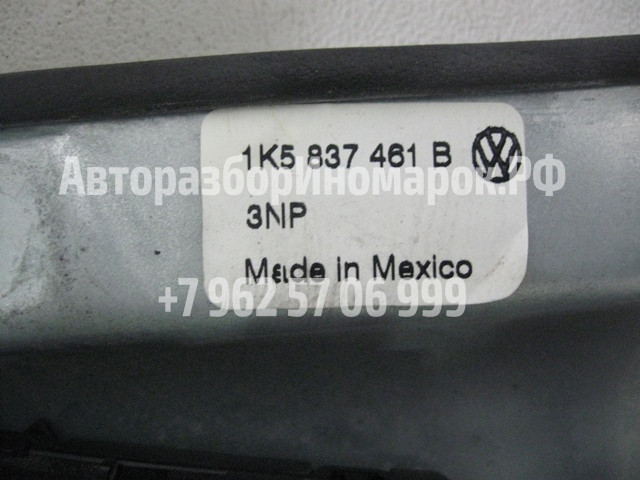 1K5 837 461 B
АвторазборИномарок.РФ
3NP
Made in Mexico
+7 962 57 06 999